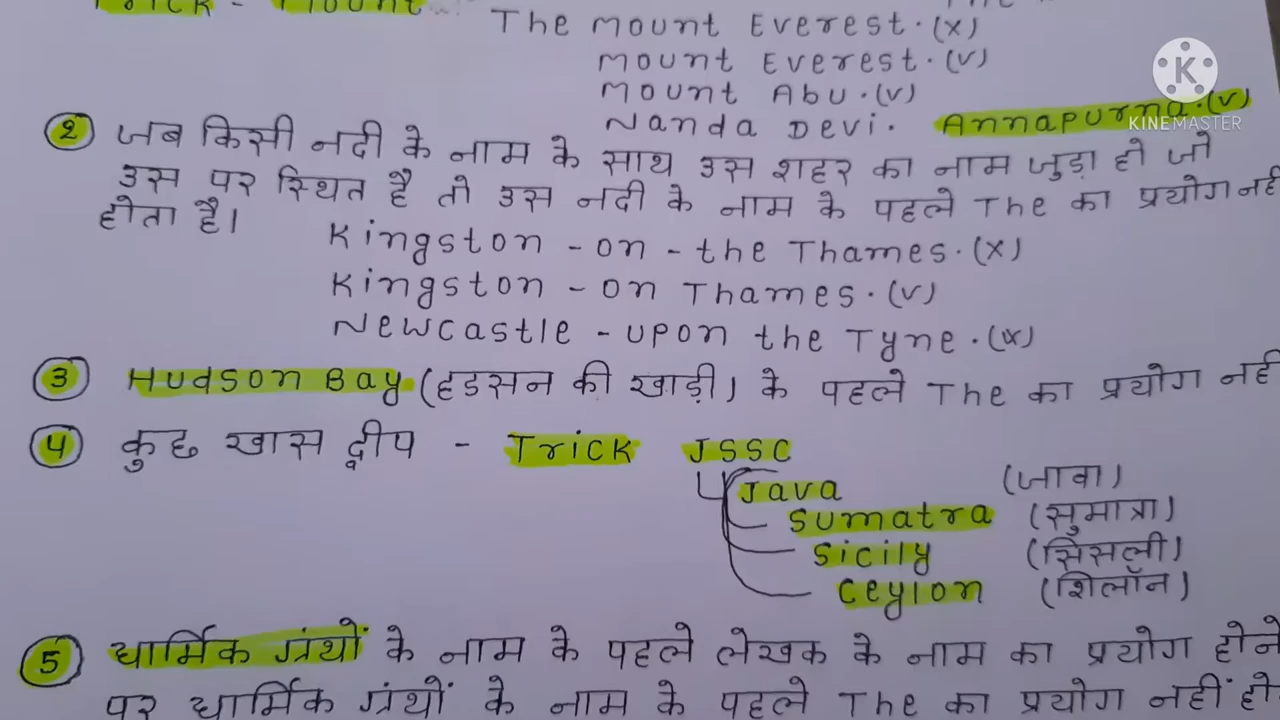 Trick - Mount
The Mount Everest. (x)
Mount Everest. (v)
Mount Abu. (v)
Nanda Devi. Annapurna. (v)
② जब किसी नदी के नाम के साथ उस शहर का नाम जुड़ा हो जो
उस पर स्थित है तो उस नदी के नाम के पहले The का प्रयोग नही
होता है।
Kingston - on - the Thames. (x)
Kingston - on Thames. (v)
Newcastle - upon the Tyne.
③ Hudson Bay (हडसन की खाड़ी) के पहले The का प्रयोग नही
④ कुछ खास द्वीप - Trick JSSC
Java (जावा)
Sumatra (सुमात्रा)
Sicily (सिसली)
Ceylon (शिलॉन)
⑤ धार्मिक ग्रंथों के नाम के पहले लेखक के नाम का प्रयोग होने
पर धार्मिक ग्रंथों के नाम के पहले The का प्रयोग नहीं हो
K
KINEMASTER